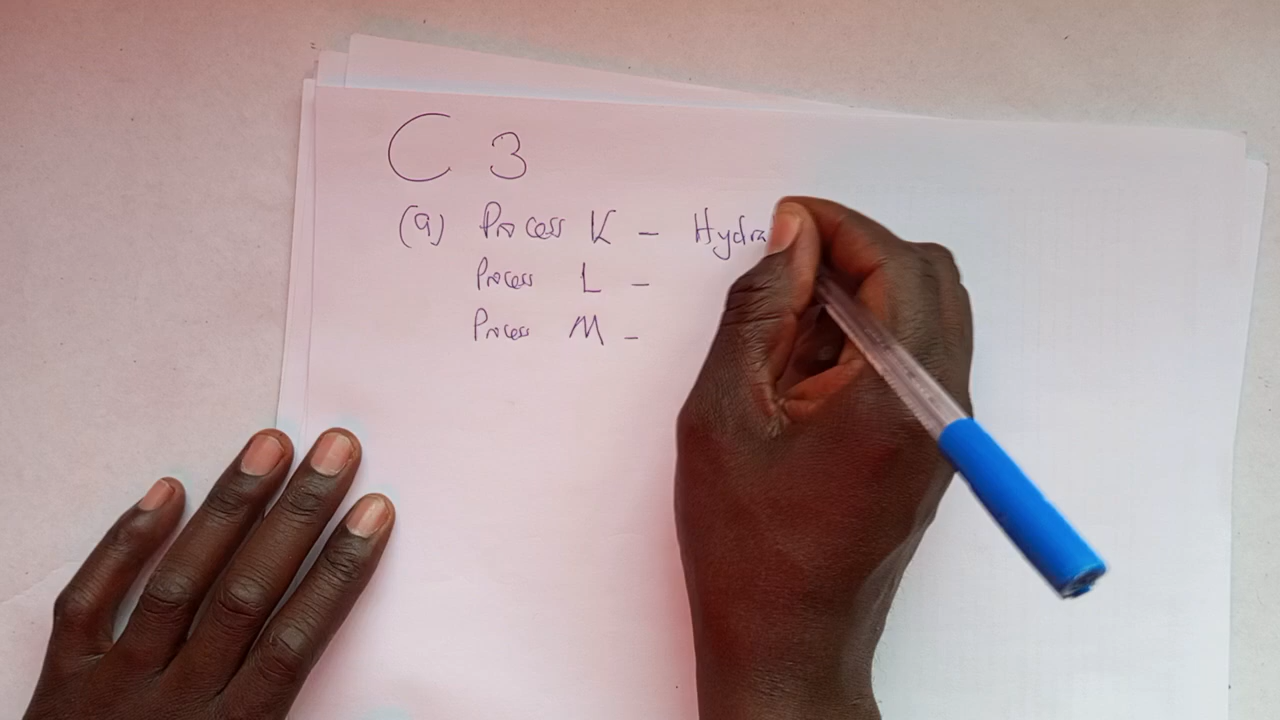 C 3
(a) Process K - Hydra
Process L -
Process M -